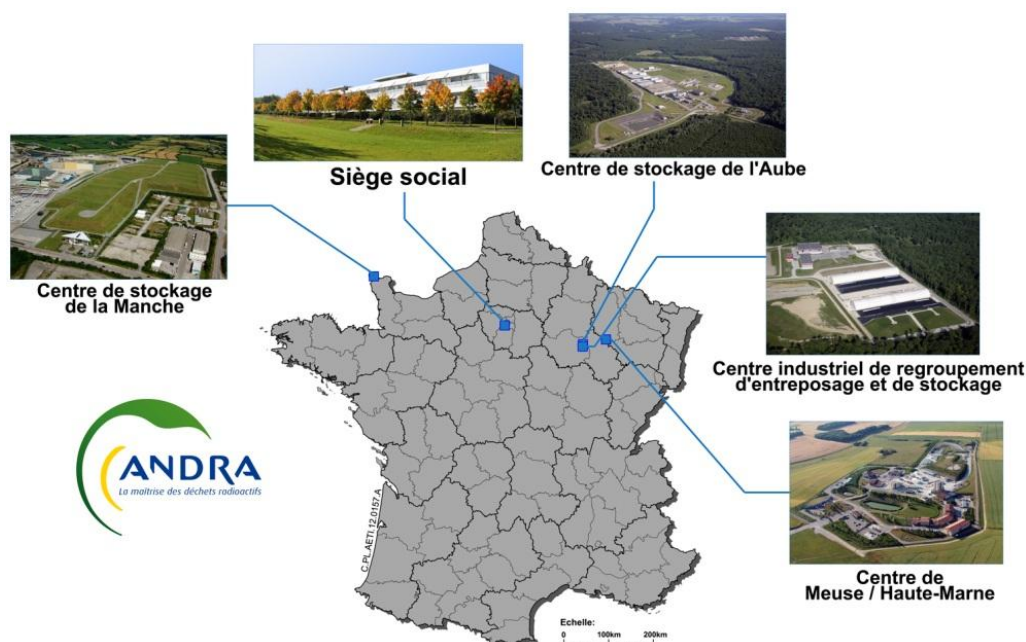 Siège social
Centre de stockage de l'Aube
Centre de stockage
de la Manche
Centre industriel de regroupement
d'entreposage et de stockage
ANDRA
La maîtrise des déchets radioactifs
C.PL.AETI.12.0157.A
Centre de
Meuse / Haute-Marne
Echelle:
0 100km 200km